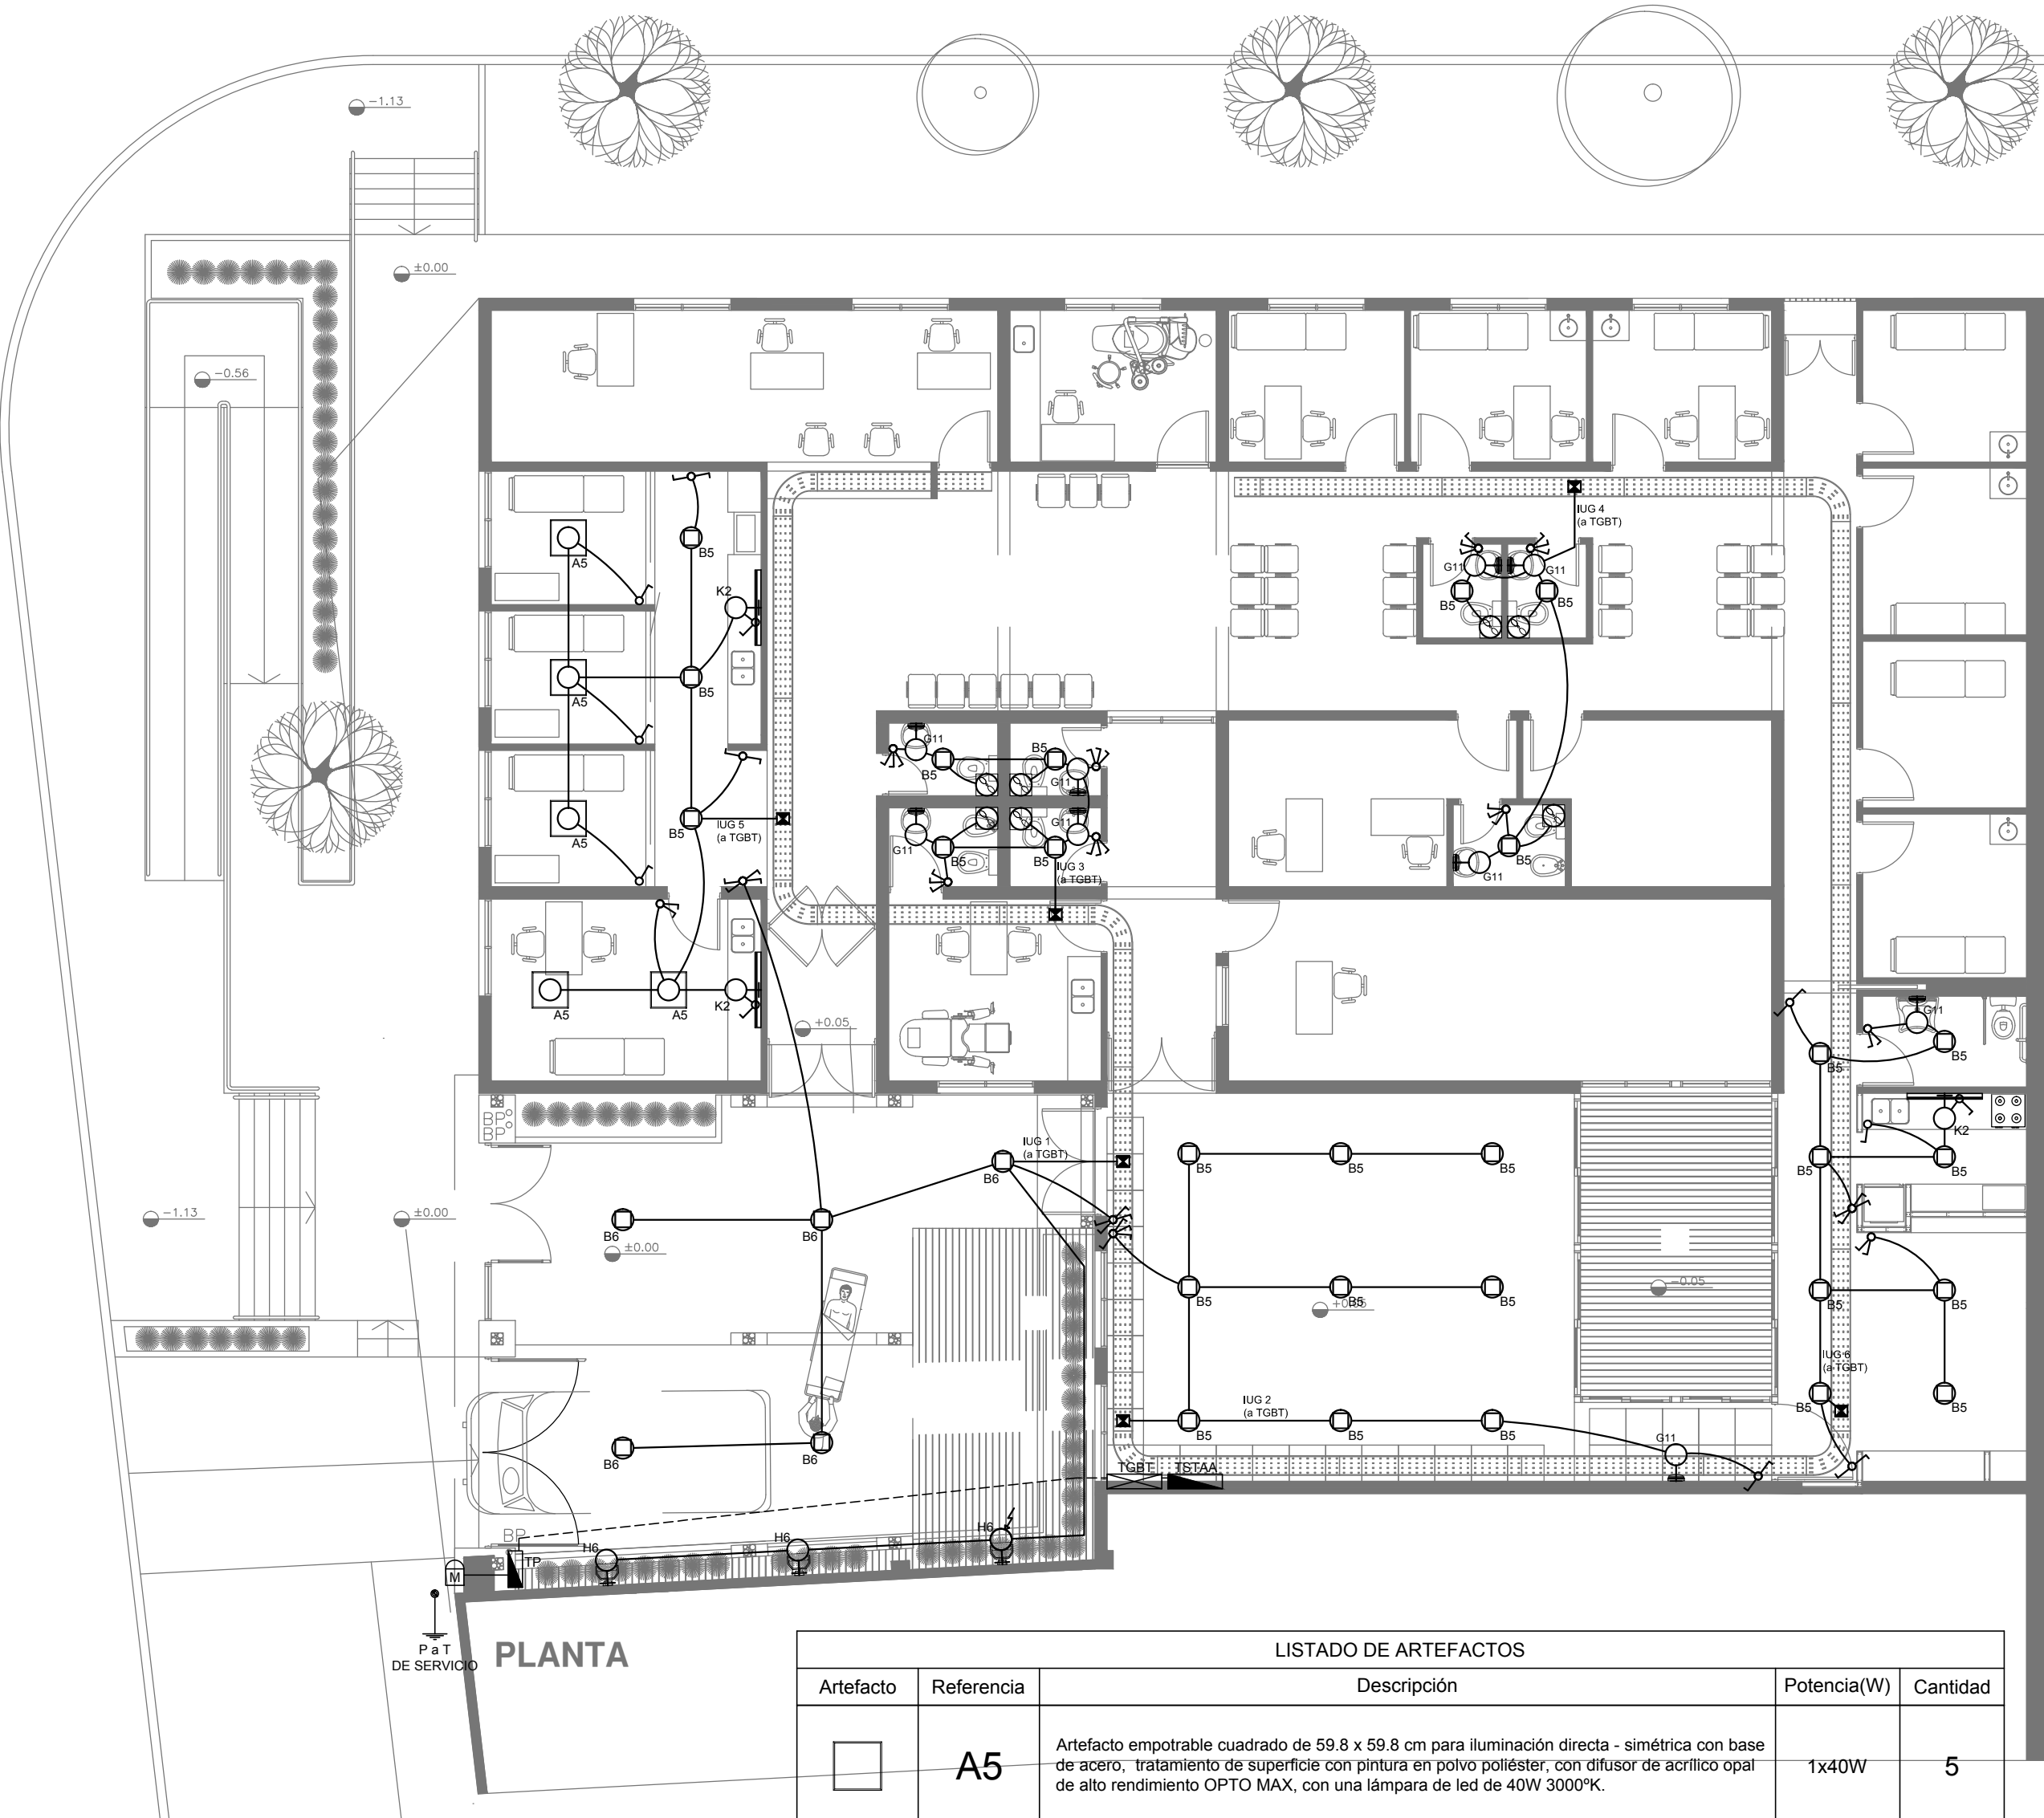 -1.13
±0.00
-0.56
IUG 4
(a TGBT)
B5
A5
K2
G11
G11
B5
B5
B5
A5
G11
B5
B5
G11
B5
A5
IUG 5
(a TGBT)
G11
B5
G11
B5
IUG 3
(a TGBT)
B5
G11
A5
A5
K2
+0.05
G11
B5
B5
BP
BP
IUG 1
(a TGBT)
B6
B5
B5
B5
K2
B5
B5
-1.13
±0.00
B6
B6
±0.00
B5
B5
B5
+0.05
-0.05
B5
B5
IUG 6
(a TGBT)
IUG 2
(a TGBT)
B5
B5
B5
B5
B5
B6
B6
G11
TGBT
TSTAA
BP
TP
H6
H6
H6
M
P a T
DE SERVICIO
PLANTA
LISTADO DE ARTEFACTOS
Artefacto Referencia Descripción Potencia(W) Cantidad
A5
Artefacto empotrable cuadrado de 59.8 x 59.8 cm para iluminación directa - simétrica con base
de acero, tratamiento de superficie con pintura en polvo poliéster, con difusor de acrílico opal
de alto rendimiento OPTO MAX, con una lámpara de led de 40W 3000ºK.
1x40W
5